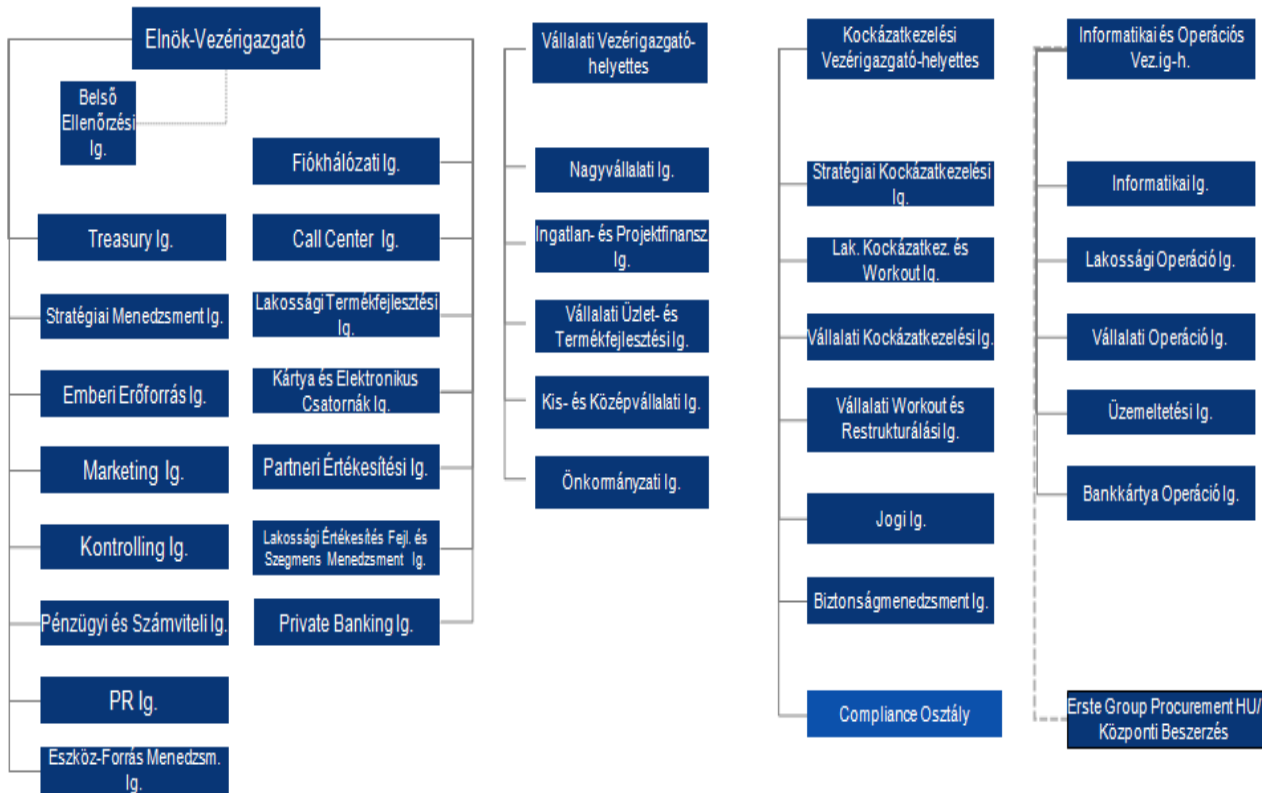 Elnök-Vezérigazgató
Belső
Ellenőrzési
Ig.
Treasury Ig.
Stratégiai Menedzsment Ig.
Emberi Erőforrás Ig.
Marketing Ig.
Kontrolling Ig.
Pénzügyi és Számviteli Ig.
PR Ig.
Eszköz-Forrás Menedzsm.
Ig.
Fiókhálózati Ig.
Call Center Ig.
Lakossági Termékfejlesztési
Ig.
Kártya és Elektronikus
Csatornák Ig.
Partneri Értékesítési Ig.
Lakossági Értékesítés Fejl. és
Szegmens Menedzsment Ig.
Private Banking Ig.
Vállalati Vezérigazgató-
helyettes
Nagyvállalati Ig.
Ingatlan- és Projektfinansz.
Ig.
Vállalati Üzlet- és
Termékfejlesztési Ig.
Kis- és Középvállalati Ig.
Önkormányzati Ig.
Kockázatkezelési
Vezérigazgató-helyettes
Stratégiai Kockázatkezelési
Ig.
Lak. Kockázatkez. és
Workout Ig.
Vállalati Kockázatkezelési Ig.
Vállalati Workout és
Restrukturálási Ig.
Jogi Ig.
Biztonságmenedzsment Ig.
Compliance Osztály
Informatikai és Operációs
Vez.ig-h.
Informatikai Ig.
Lakossági Operáció Ig.
Vállalati Operáció Ig.
Üzemeltetési Ig.
Bankkártya Operáció Ig.
Erste Group Procurement HU/
Központi Beszerzés